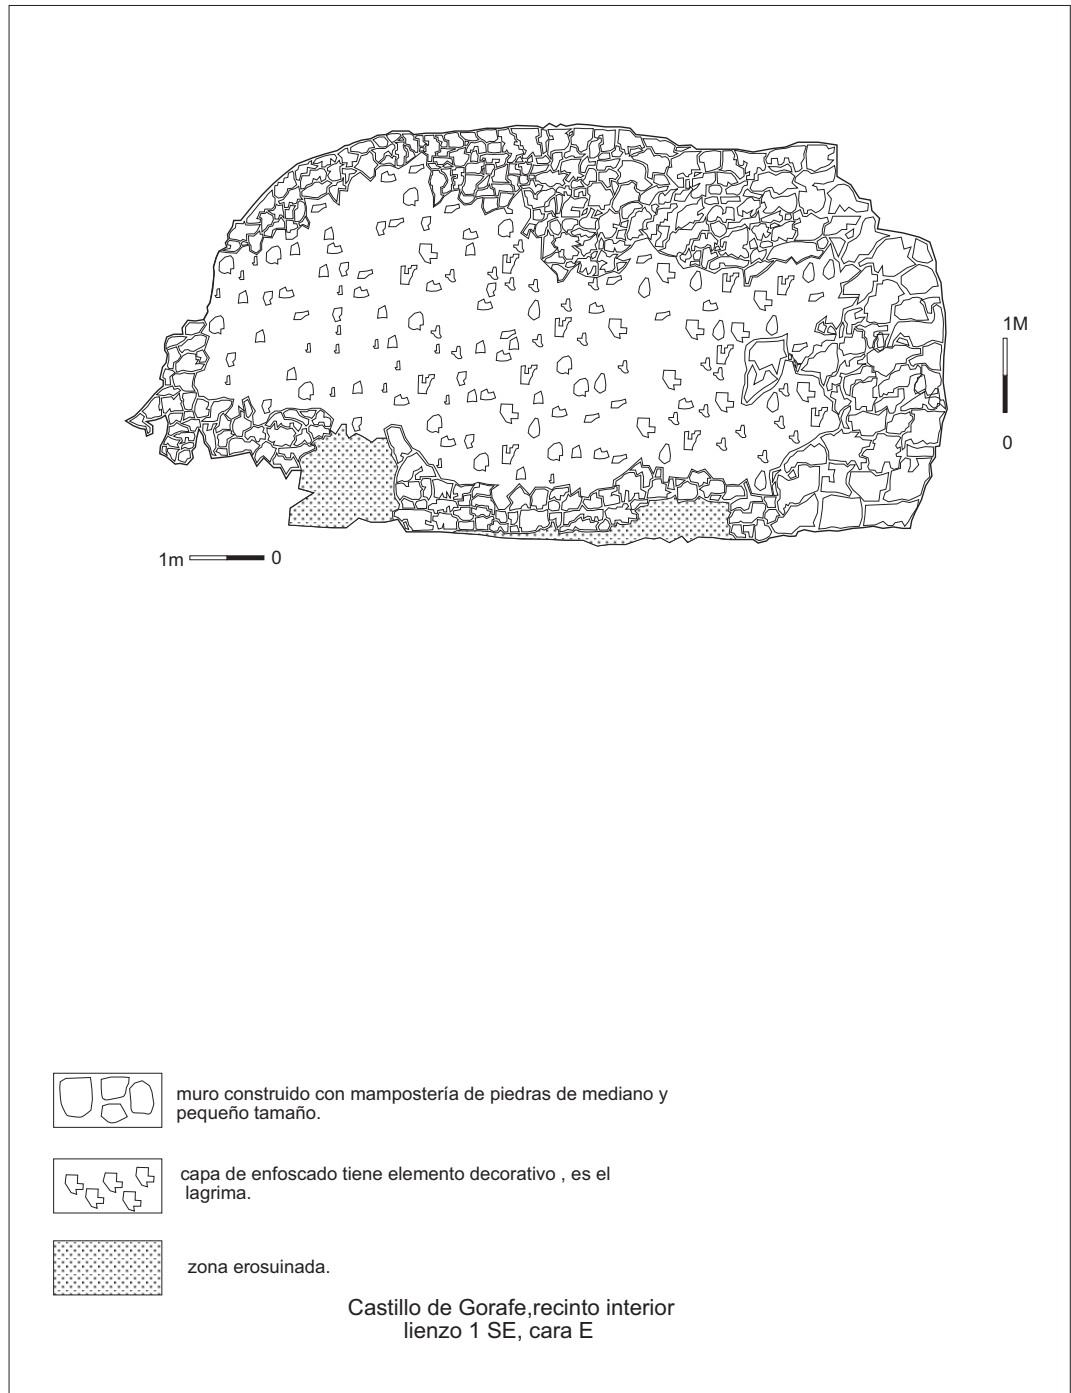 1M
0
1m 0
muro construido con mampostería de piedras de mediano y
pequeño tamaño.
capa de enfoscado tiene elemento decorativo , es el
lagrima.
zona erosuinada.
Castillo de Gorafe,recinto interior
lienzo 1 SE, cara E